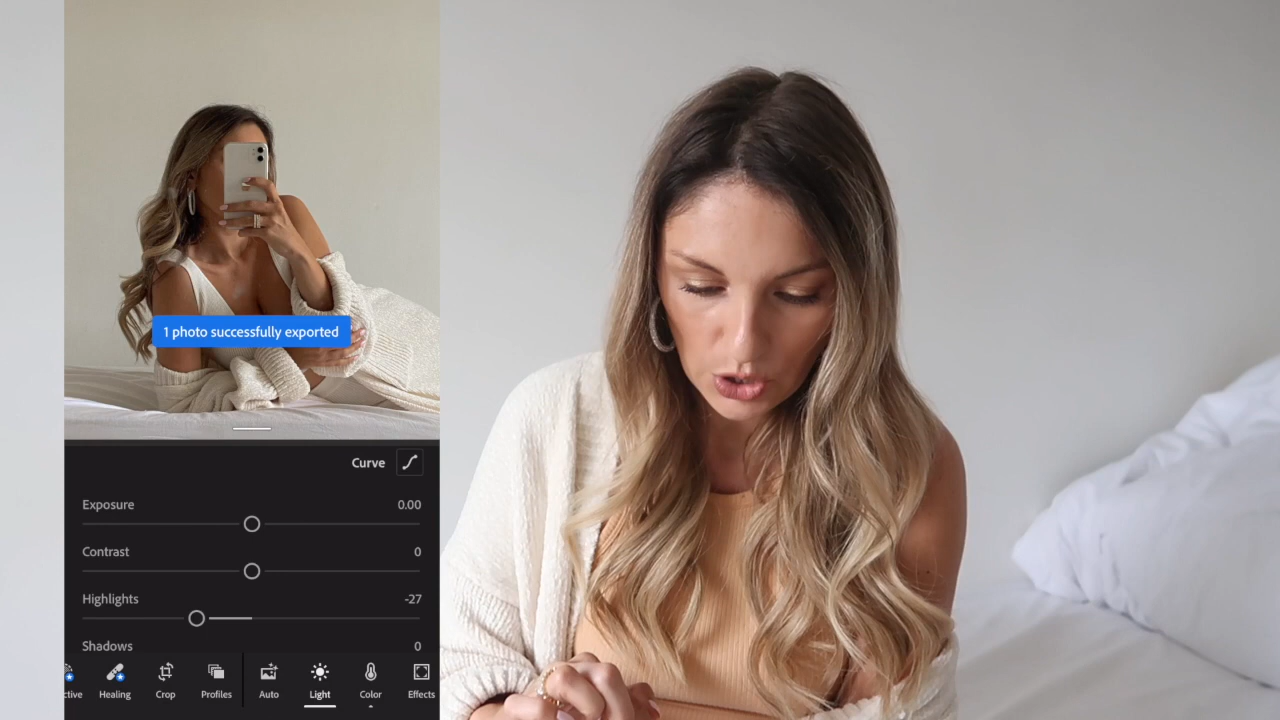 1 photo successfully exported
Curve
Exposure 0.00
Contrast 0
Highlights -27
Shadows 0
ctive Healing Crop Profiles Auto Light Color Effects